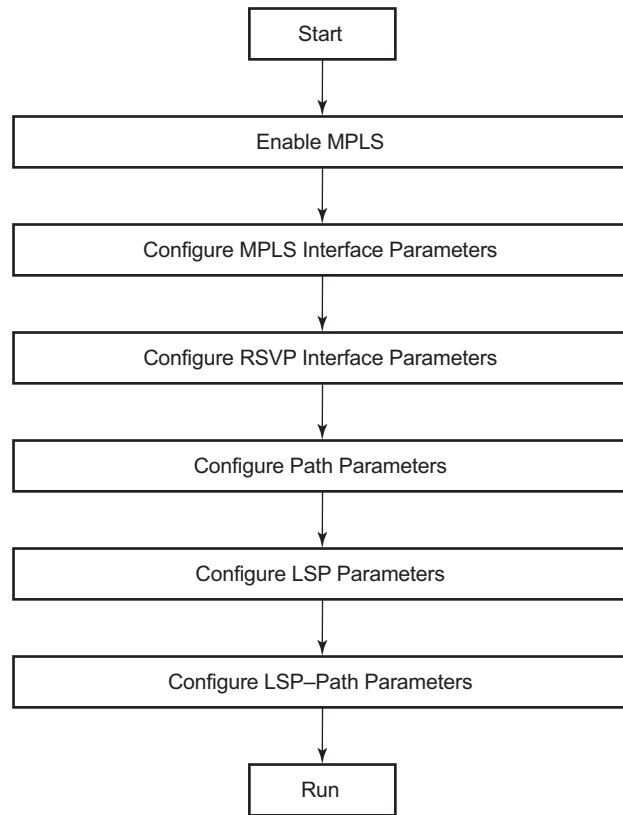 Start
Enable MPLS
Configure MPLS Interface Parameters
Configure RSVP Interface Parameters
Configure Path Parameters
Configure LSP Parameters
Configure LSP–Path Parameters
Run